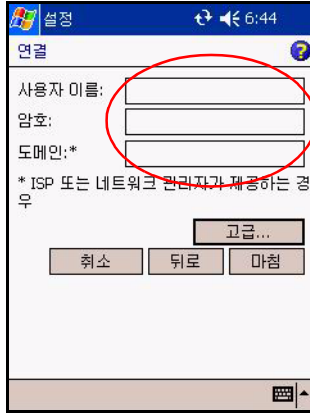 설정 6:44
연결
사용자 이름:
암호:
도메인:*
* ISP 또는 네트워크 관리자가 제공하는 경
우
고급...
취소 뒤로 마침